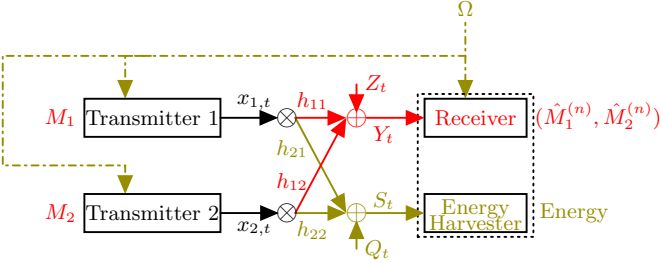 Ω
M₁ Transmitter 1 x₁,ₜ h₁₁ Zₜ Yₜ Receiver (M̂₁⁽ⁿ⁾, M̂₂⁽ⁿ⁾)
h₂₁
h₁₂
M₂ Transmitter 2 x₂,ₜ h₂₂ Sₜ Qₜ Energy
Harvester Energy